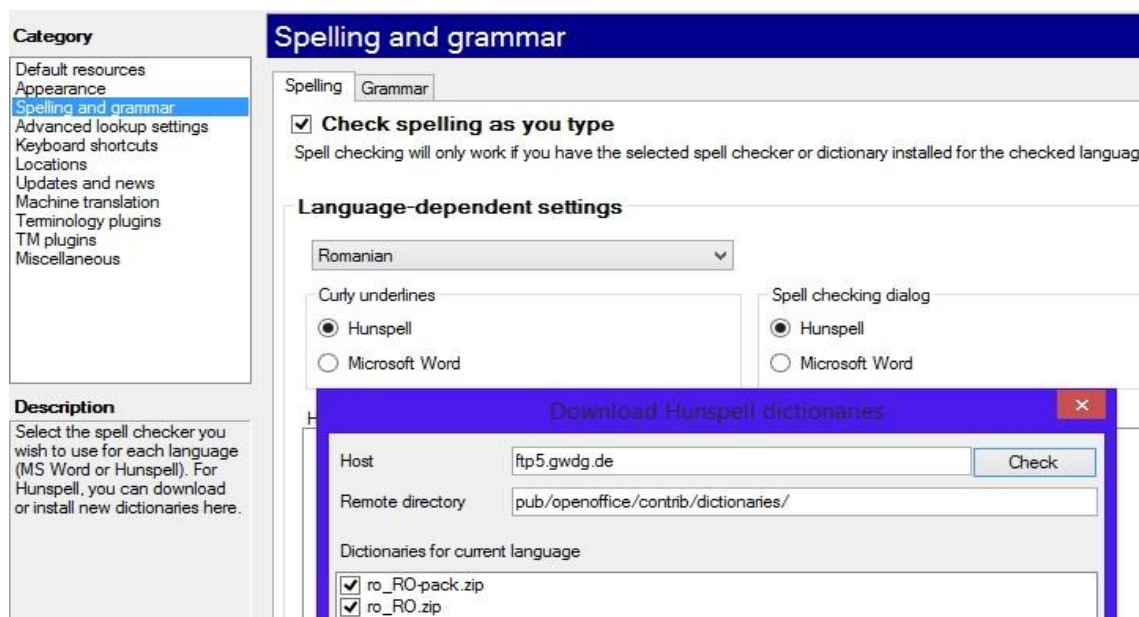 Category
Default resources
Appearance
Spelling and grammar
Advanced lookup settings
Keyboard shortcuts
Locations
Updates and news
Machine translation
Terminology plugins
TM plugins
Miscellaneous
Description
Select the spell checker you
wish to use for each language
(MS Word or Hunspell). For
Hunspell, you can download
or install new dictionaries here.
Spelling and grammar
Spelling Grammar
Check spelling as you type
Spell checking will only work if you have the selected spell checker or dictionary installed for the checked languag
Language-dependent settings
Romanian
Curly underlines
Hunspell
Microsoft Word
Spell checking dialog
Hunspell
Microsoft Word
Download Hunspell dictionaries
Host ftp5.gwdg.de Check
Remote directory pub/openoffice/contrib/dictionaries/
Dictionaries for current language
ro_RO-pack.zip
ro_RO.zip